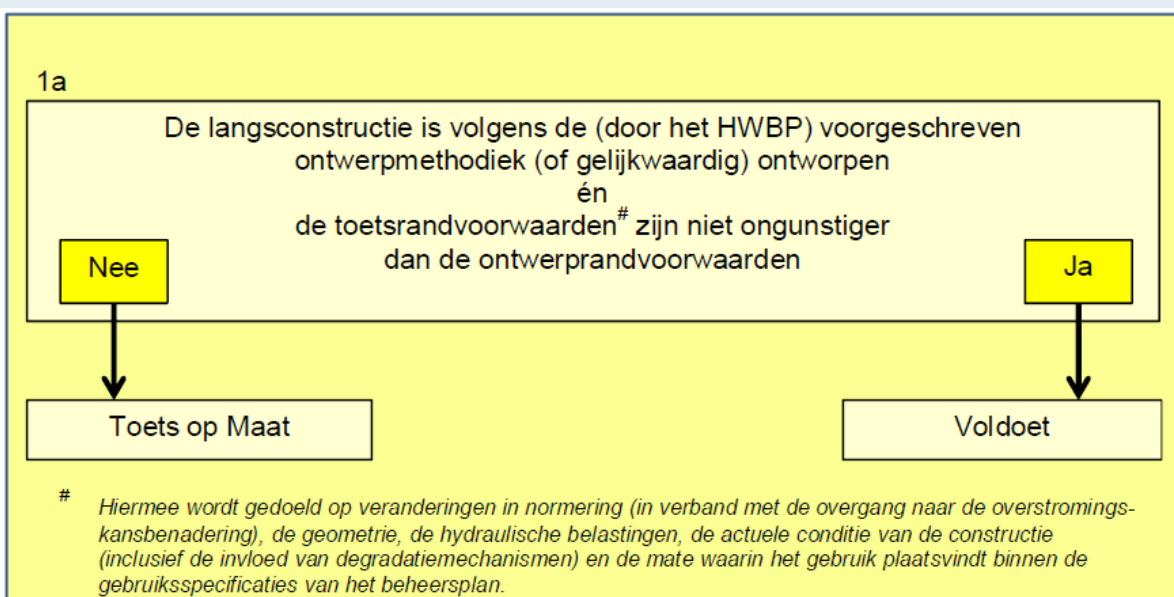 1a
De langsconstructie is volgens de (door het HWBP) voorgeschreven
ontwerpmethodiek (of gelijkwaardig) ontworpen
én
de toetsrandvoorwaarden# zijn niet ongunstiger
dan de ontwerprandvoorwaarden
Nee
Ja
Toets op Maat
Voldoet
# Hiermee wordt gedoeld op veranderingen in normering (in verband met de overgang naar de overstromings-
kansbenadering), de geometrie, de hydraulische belastingen, de actuele conditie van de constructie
(inclusief de invloed van degradatiemechanismen) en de mate waarin het gebruik plaatsvindt binnen de
gebruiksspecificaties van het beheersplan.